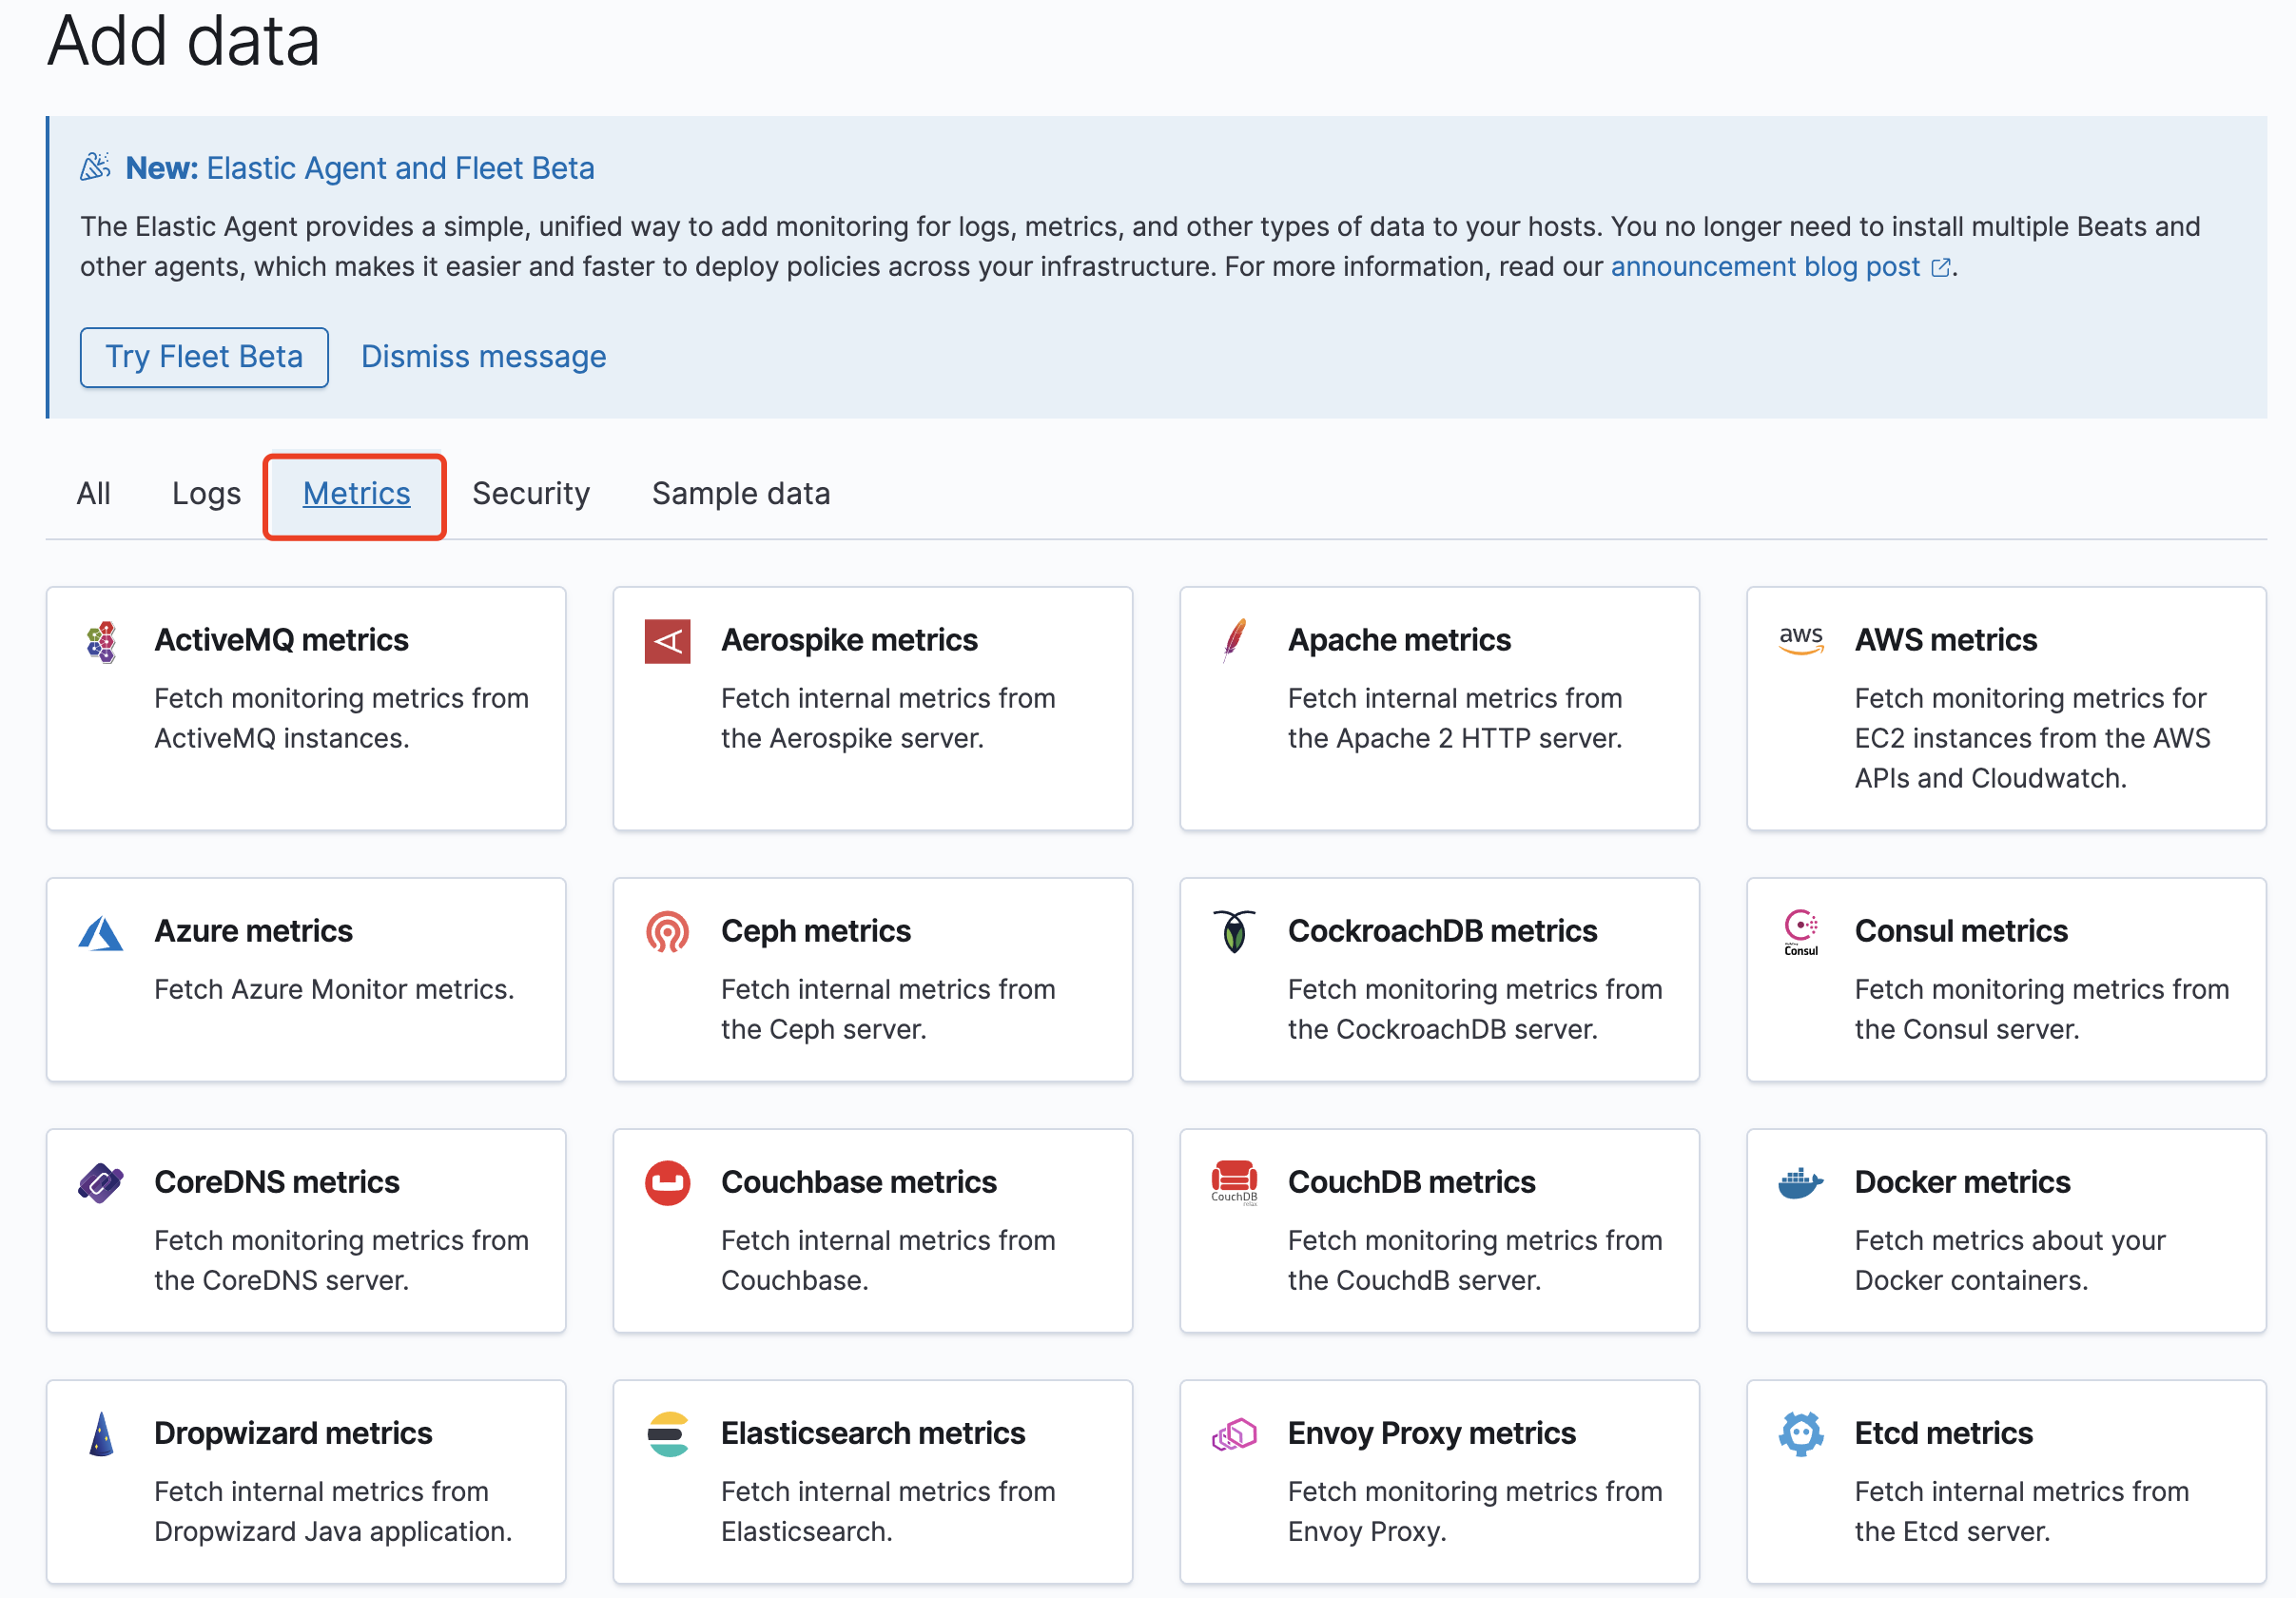 Add data
New: Elastic Agent and Fleet Beta
The Elastic Agent provides a simple, unified way to add monitoring for logs, metrics, and other types of data to your hosts. You no longer need to install multiple Beats and
other agents, which makes it easier and faster to deploy policies across your infrastructure. For more information, read our announcement blog post.
Try Fleet Beta Dismiss message
All Logs Metrics Security Sample data
ActiveMQ metrics
Fetch monitoring metrics from
ActiveMQ instances.
Aerospike metrics
Fetch internal metrics from
the Aerospike server.
Apache metrics
Fetch internal metrics from
the Apache 2 HTTP server.
aws
AWS metrics
Fetch monitoring metrics for
EC2 instances from the AWS
APIs and Cloudwatch.
Azure metrics
Fetch Azure Monitor metrics.
Ceph metrics
Fetch internal metrics from
the Ceph server.
CockroachDB metrics
Fetch monitoring metrics from
the CockroachDB server.
Consul
Consul metrics
Fetch monitoring metrics from
the Consul server.
CoreDNS metrics
Fetch monitoring metrics from
the CoreDNS server.
Couchbase metrics
Fetch internal metrics from
Couchbase.
CouchDB
CouchDB metrics
Fetch monitoring metrics from
the CouchdB server.
Docker metrics
Fetch metrics about your
Docker containers.
Dropwizard metrics
Fetch internal metrics from
Dropwizard Java application.
Elasticsearch metrics
Fetch internal metrics from
Elasticsearch.
Envoy Proxy metrics
Fetch monitoring metrics from
Envoy Proxy.
Etcd metrics
Fetch internal metrics from
the Etcd server.